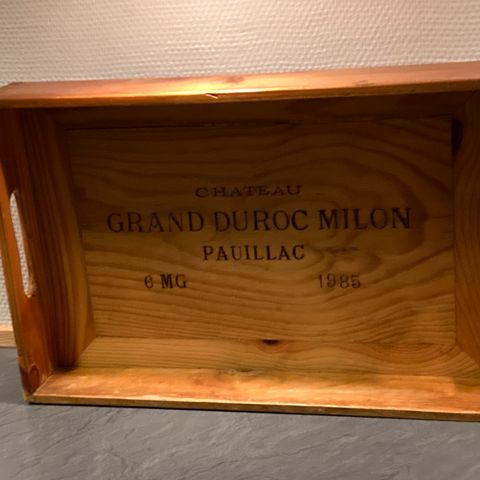 CHATEAU
GRAND DUROC MILON
PAUILLAC
6 MG 1985